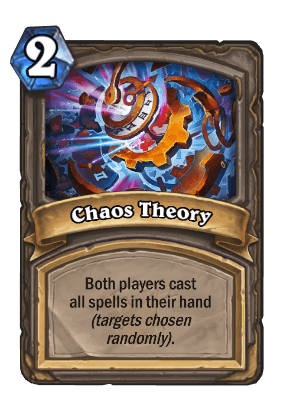 2
Chaos Theory
Both players cast
all spells in their hand
(targets chosen
randomly).